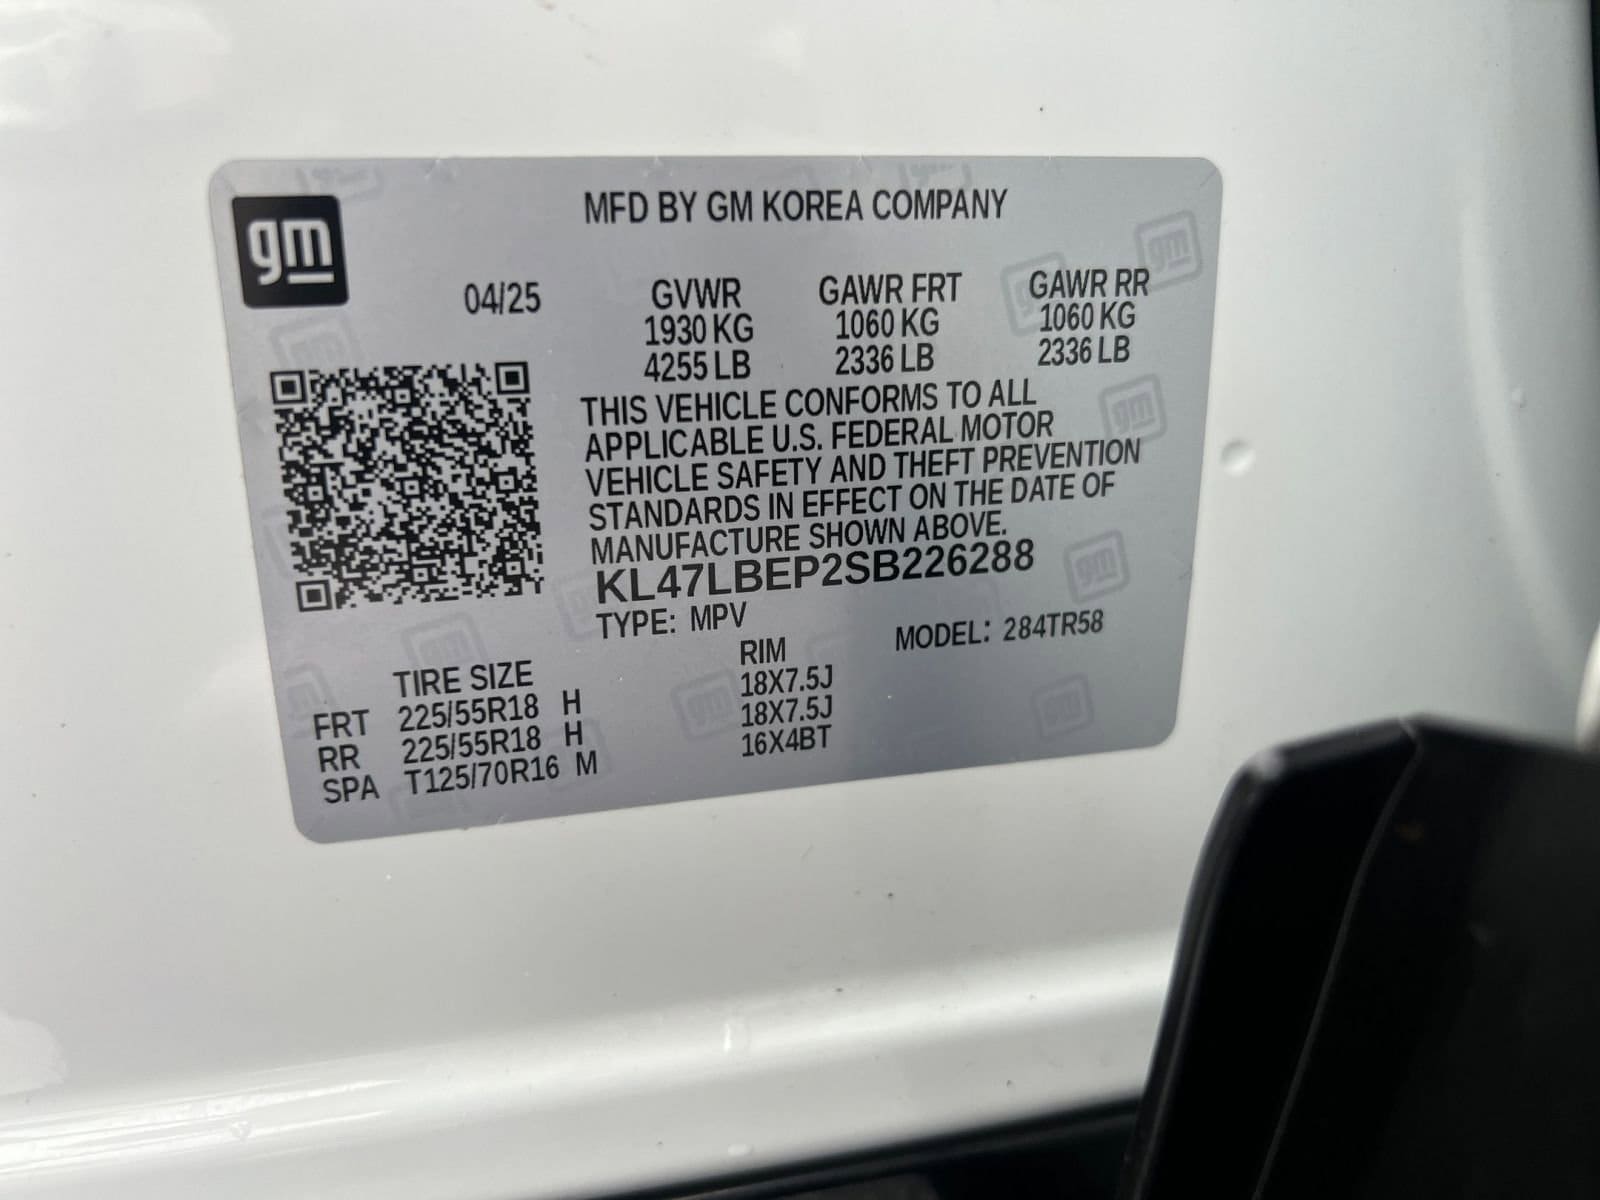 gm
MFD BY GM KOREA COMPANY
04/25 GVWR GAWR FRT GAWR RR
1930 KG 1060 KG 1060 KG
4255 LB 2336 LB 2336 LB
THIS VEHICLE CONFORMS TO ALL
APPLICABLE U.S. FEDERAL MOTOR
VEHICLE SAFETY AND THEFT PREVENTION
STANDARDS IN EFFECT ON THE DATE OF
MANUFACTURE SHOWN ABOVE.
KL47LBEP2SB226288
TYPE: MPV MODEL: 284TR58
TIRE SIZE RIM
FRT 225/55R18 H 18X7.5J
RR 225/55R18 H 18X7.5J
SPA T125/70R16 M 16X4BT